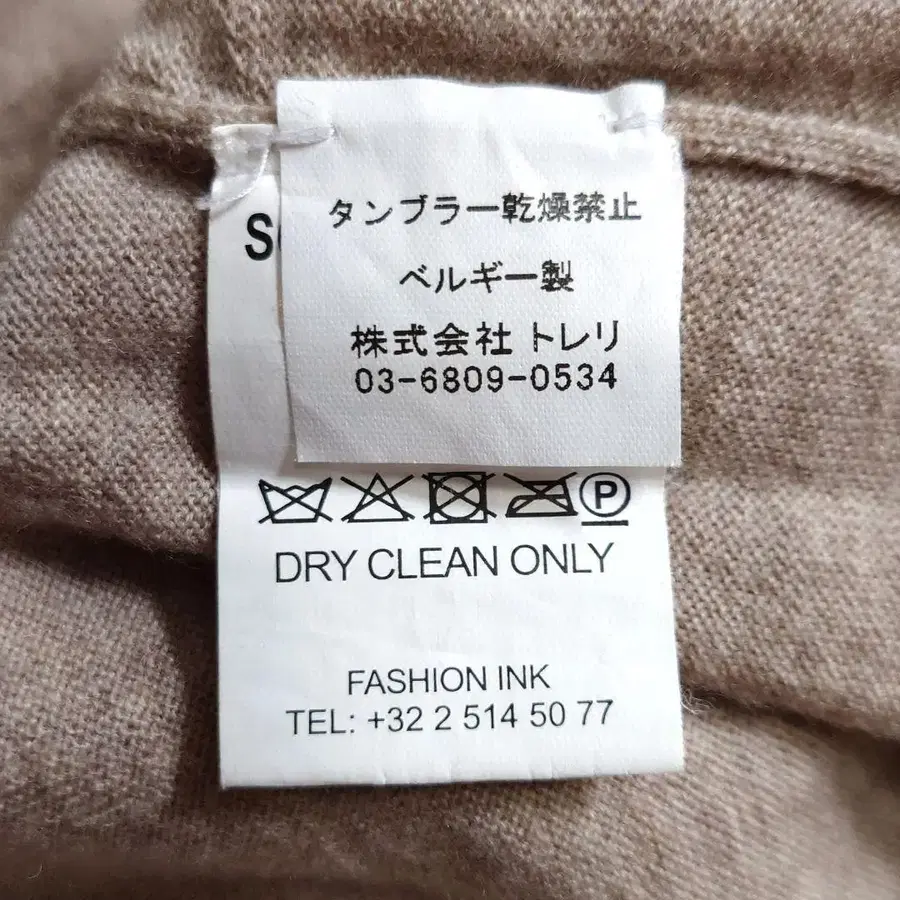 タンブラー乾燥禁止
ベルギー製
株式会社 トレリ
03-6809-0534
P
DRY CLEAN ONLY
FASHION INK
TEL: +32 2 514 50 77